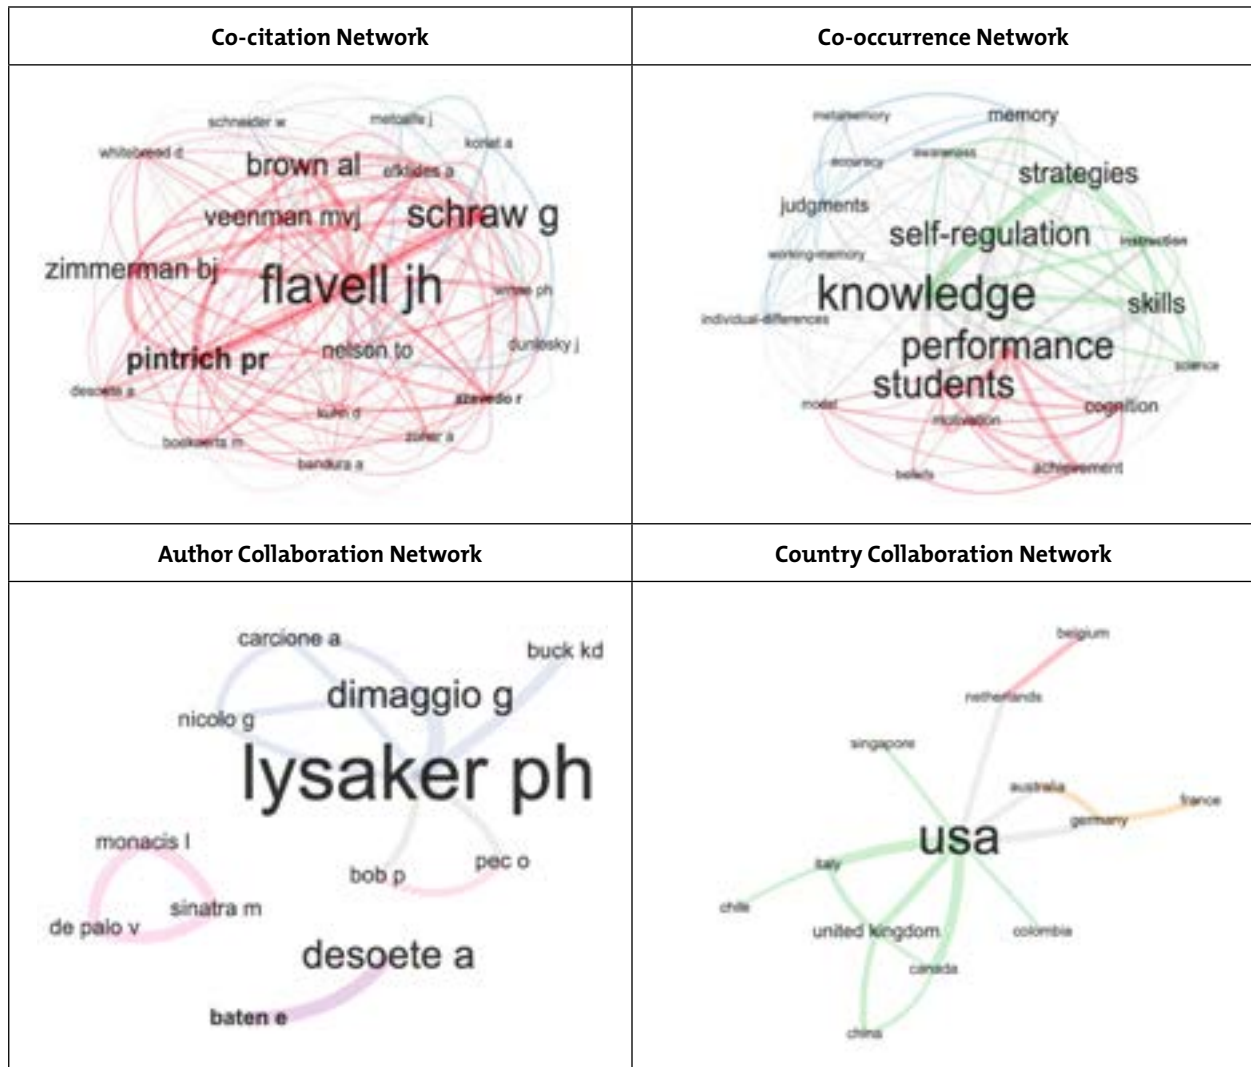 Co-citation Network
Co-occurrence Network
schneider w
metcalfe j
koriat a
whitebread d
brown al
efklides a
veenman mvj
schraw g
zimmerman bj
flavell jh
winne ph
pintrich pr
nelson to
dunlosky j
desoete a
kuhn d
azevedo r
boekaerts m
zohar a
bandura a
metamemory
memory
accuracy
awareness
strategies
judgments
self-regulation
instruction
working-memory
knowledge
individual-differences
skills
performance
students
science
model
motivation
cognition
beliefs
achievement
Author Collaboration Network
Country Collaboration Network
carcione a
buck kd
dimaggio g
nicolo g
lysaker ph
monacis l
bob p
pec o
sinatra m
de palo v
desoete a
baten e
belgium
netherlands
singapore
australia
france
germany
usa
italy
chile
united kingdom
colombia
canada
china